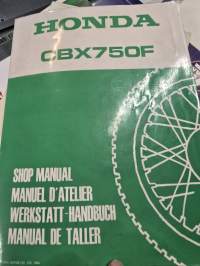 HONDA
CBX750F
SHOP MANUAL
MANUEL D'ATELIER
WERKSTATT-HANDBUCH
MANUAL DE TALLER